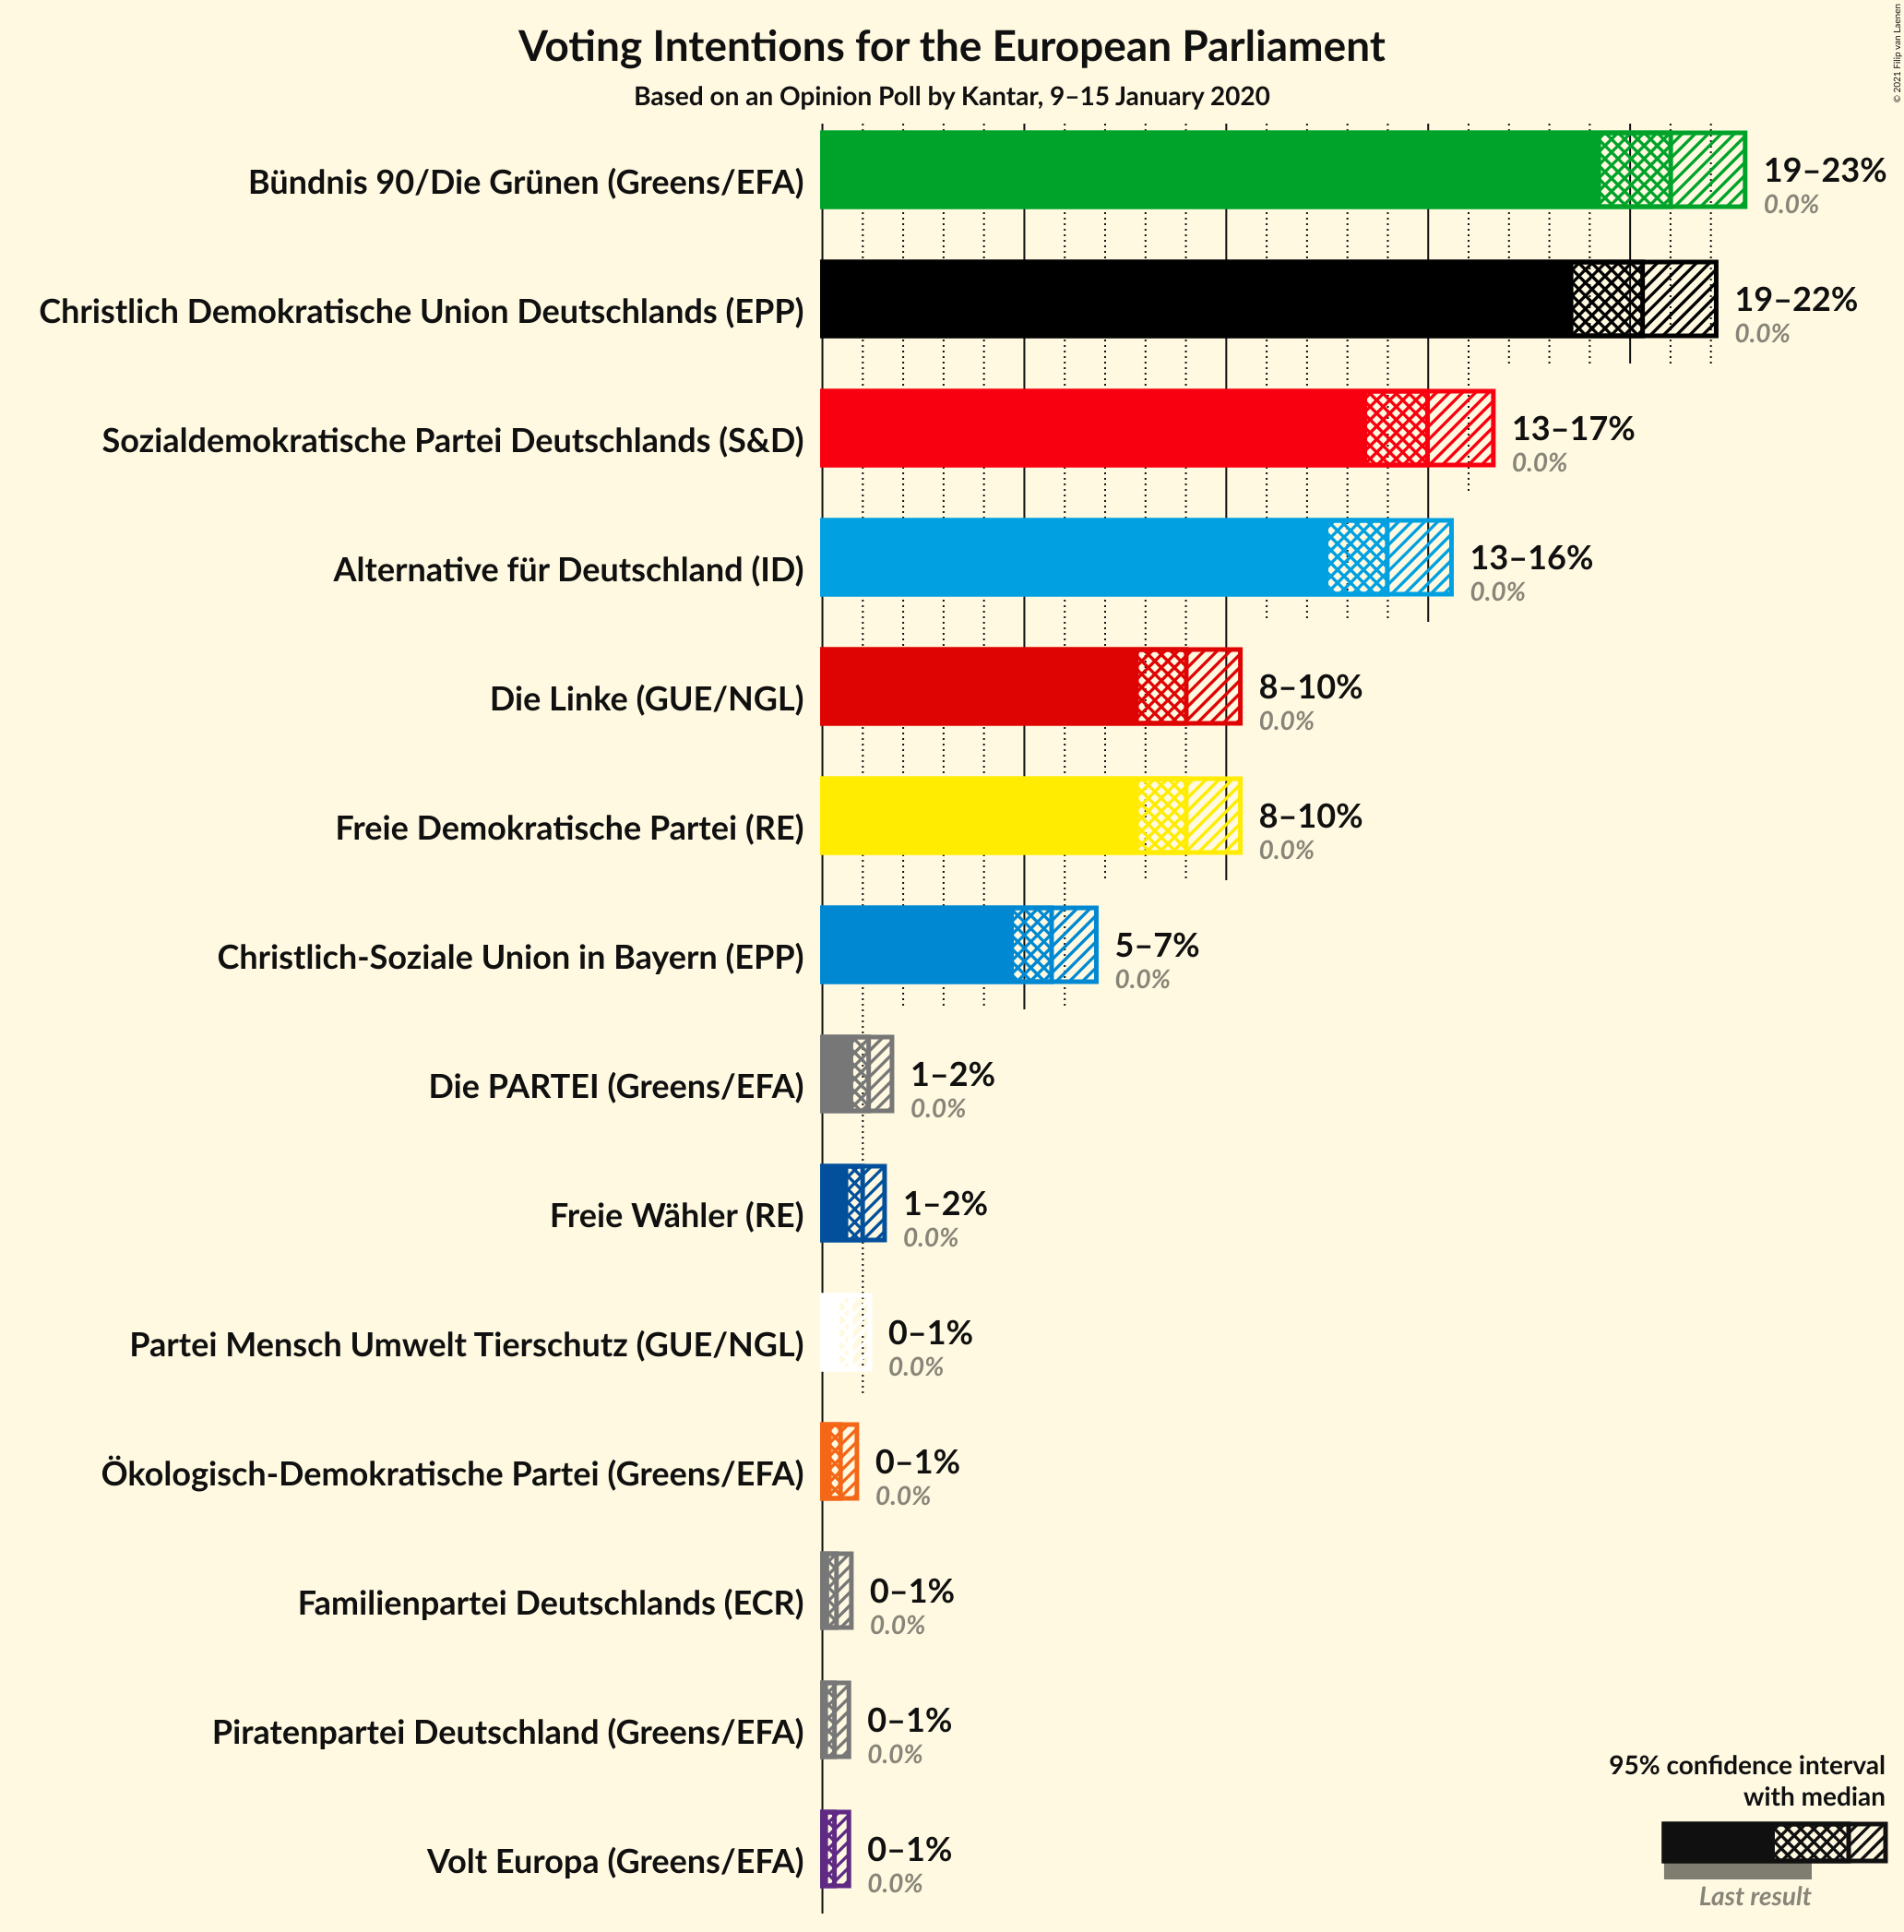 Voting Intentions for the European Parliament
Based on an Opinion Poll by Kantar, 9–15 January 2020
© 2021 Filip van Laenen
Bündnis 90/Die Grünen (Greens/EFA)
19–23%
0.0%
Christlich Demokratische Union Deutschlands (EPP)
19–22%
0.0%
Sozialdemokratische Partei Deutschlands (S&D)
13–17%
0.0%
Alternative für Deutschland (ID)
13–16%
0.0%
Die Linke (GUE/NGL)
8–10%
0.0%
Freie Demokratische Partei (RE)
8–10%
0.0%
Christlich-Soziale Union in Bayern (EPP)
5–7%
0.0%
Die PARTEI (Greens/EFA)
1–2%
0.0%
Freie Wähler (RE)
1–2%
0.0%
Partei Mensch Umwelt Tierschutz (GUE/NGL)
0–1%
0.0%
Ökologisch-Demokratische Partei (Greens/EFA)
0–1%
0.0%
Familienpartei Deutschlands (ECR)
0–1%
0.0%
Piratenpartei Deutschland (Greens/EFA)
0–1%
0.0%
Volt Europa (Greens/EFA)
0–1%
0.0%
95% confidence interval
with median
Last result